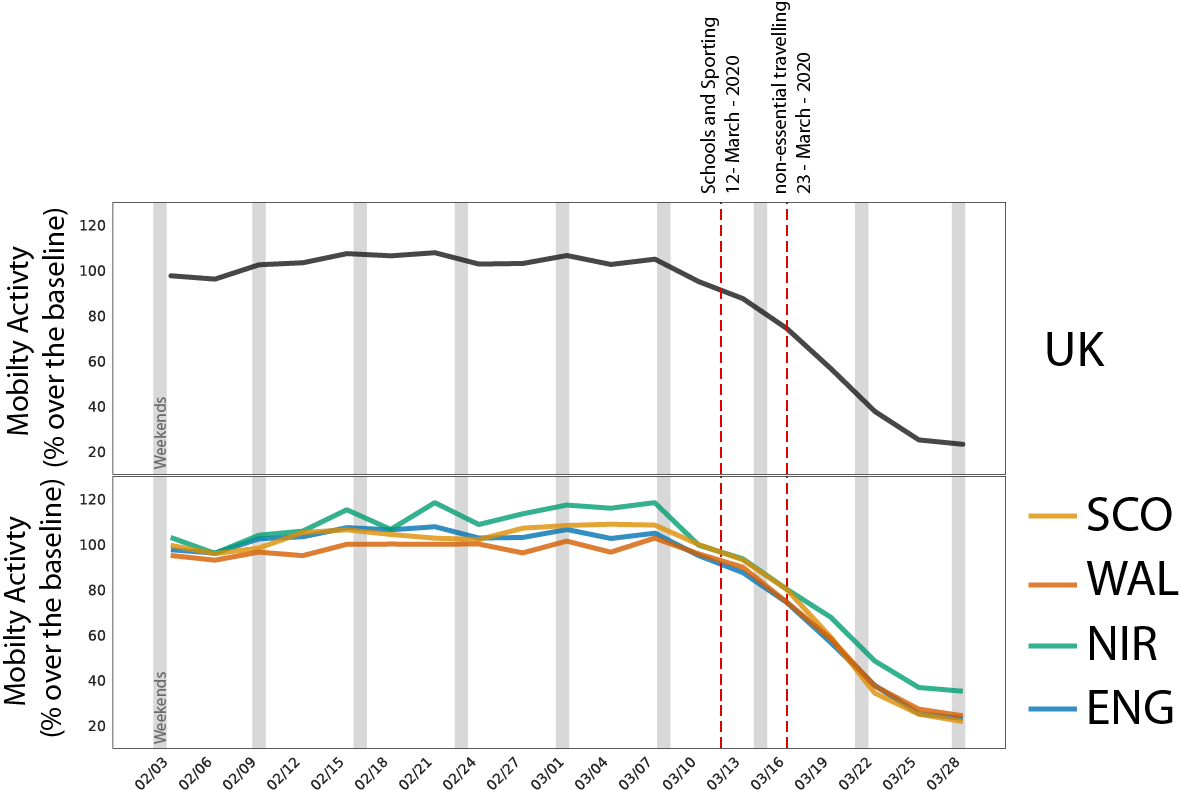 Schools and Sporting
12- March - 2020
non-essential travelling
23 - March - 2020
Mobilty Activty
(% over the baseline)
120
100
80
60
40
20
Weekends
UK
Mobilty Activty
(% over the baseline)
120
100
80
60
40
20
Weekends
SCO
WAL
NIR
ENG
02/03
02/06
02/09
02/12
02/15
02/18
02/21
02/24
02/27
03/01
03/04
03/07
03/10
03/13
03/16
03/19
03/22
03/25
03/28